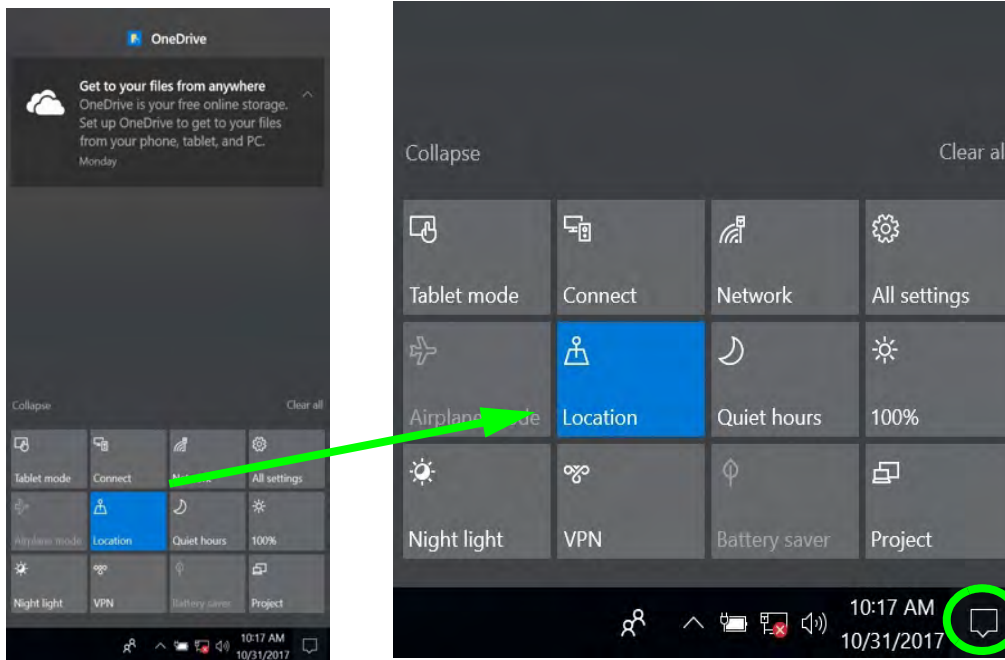 OneDrive
Get to your files from anywhere
OneDrive is your free online storage.
Set up OneDrive to get to your files
from your phone, tablet, and PC.
Monday
Collapse Clear all
Tablet mode Connect Network All settings
Airplane mode Location Quiet hours 100%
Night light VPN Battery saver Project
10:17 AM
10/31/2017
Collapse Clear al
Tablet mode Connect Network All settings
Airplane mode Location Quiet hours 100%
Night light VPN Battery saver Project
10:17 AM
10/31/2017